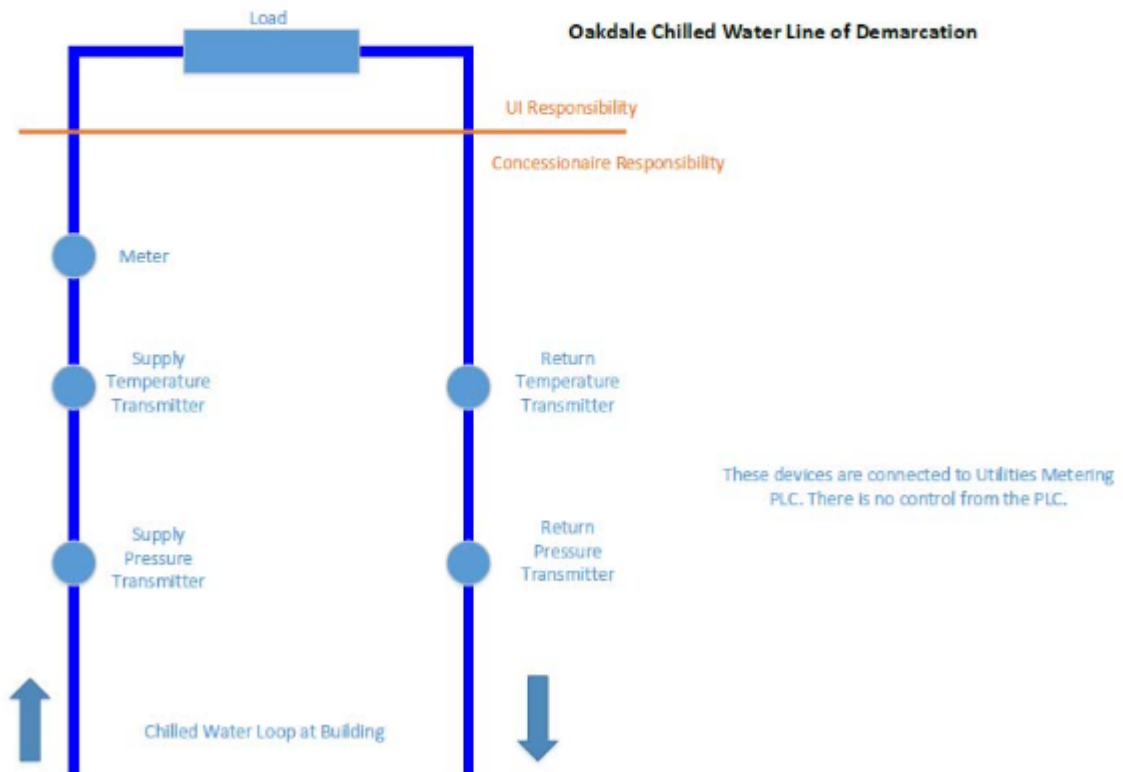 Load
Oakdale Chilled Water Line of Demarcation
UI Responsibility
Concessionaire Responsibility
Meter
Supply
Temperature
Transmitter
Return
Temperature
Transmitter
These devices are connected to Utilities Metering
PLC. There is no control from the PLC.
Supply
Pressure
Transmitter
Return
Pressure
Transmitter
Chilled Water Loop at Building